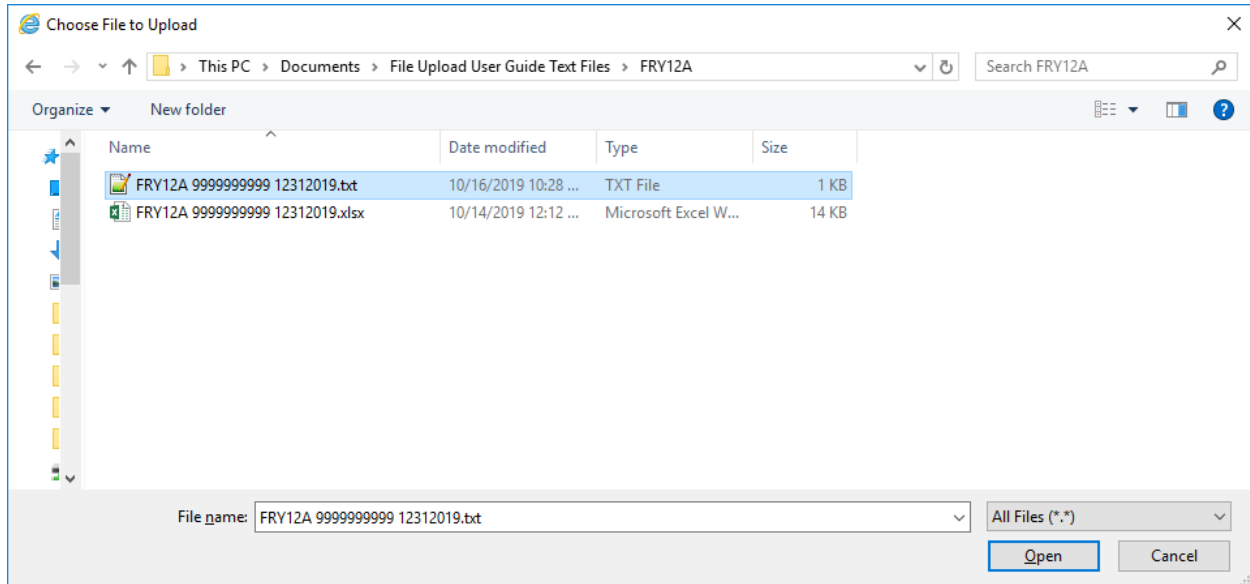 Choose File to Upload
This PC > Documents > File Upload User Guide Text Files > FRY12A
Search FRY12A
Organize New folder
Name Date modified Type Size
FRY12A 9999999999 12312019.txt 10/16/2019 10:28 ... TXT File 1 KB
FRY12A 9999999999 12312019.xlsx 10/14/2019 12:12 ... Microsoft Excel W... 14 KB
File name: FRY12A 9999999999 12312019.txt All Files (*.*)
Open Cancel